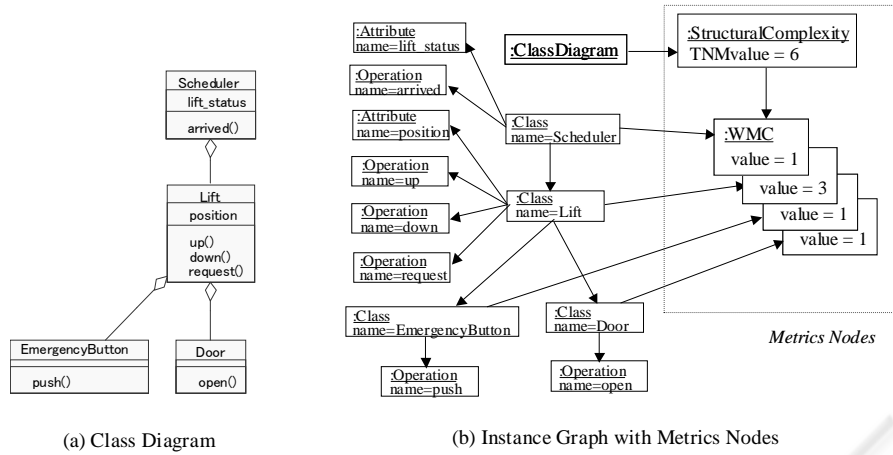 Scheduler
lift_status
arrived()
Lift
position
up()
down()
request()
EmergencyButton
push()
Door
open()
(a) Class Diagram
:Attribute
name=lift_status
:Operation
name=arrived
:Attribute
name=position
:Operation
name=up
:Operation
name=down
:Operation
name=request
:ClassDiagram
:Class
name=Scheduler
:Class
name=Lift
:Class
name=EmergencyButton
:Class
name=Door
:Operation
name=push
:Operation
name=open
:StructuralComplexity
TNMvalue = 6
:WMC
value = 1
value = 3
value = 1
value = 1
Metrics Nodes
(b) Instance Graph with Metrics Nodes